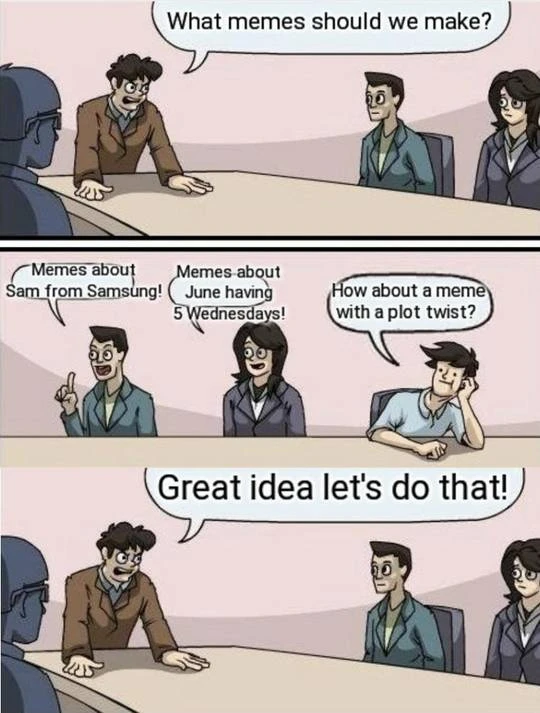 What memes should we make?
Memes about
Sam from Samsung!
Memes about
June having
5 Wednesdays!
How about a meme
with a plot twist?
Great idea let's do that!